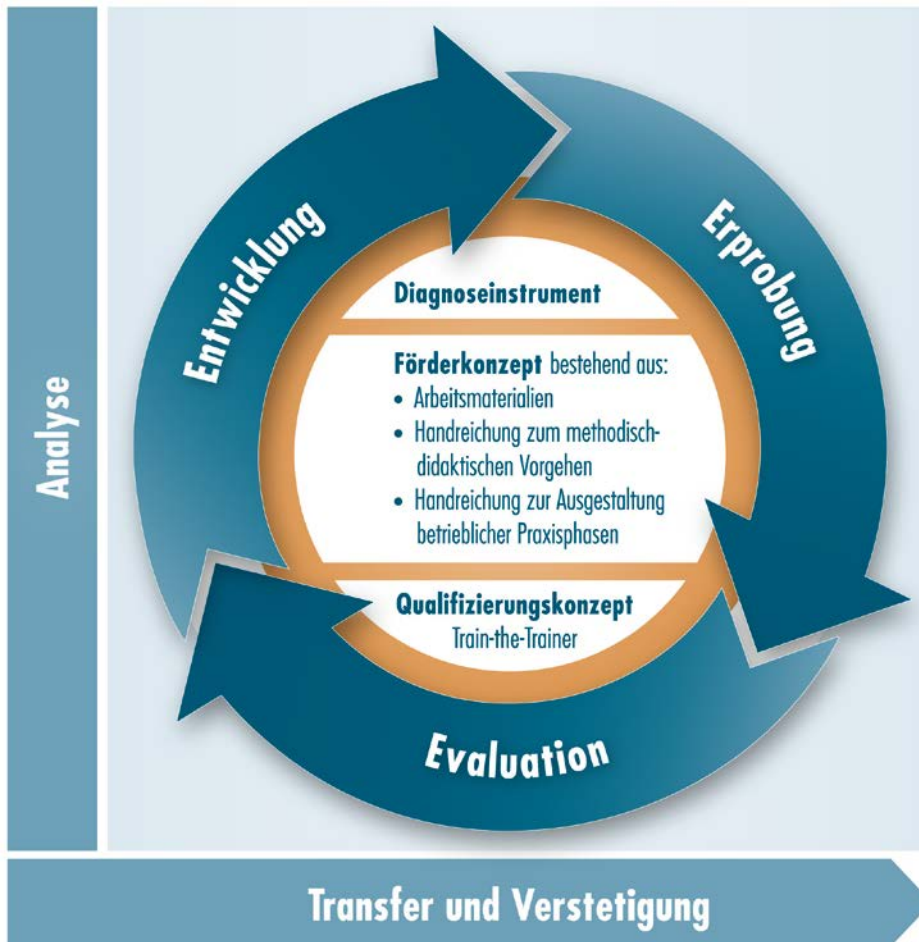 Analyse
Entwicklung
Erprobung
Diagnoseinstrument
Förderkonzept bestehend aus:
• Arbeitsmaterialien
• Handreichung zum methodisch-
didaktischen Vorgehen
• Handreichung zur Ausgestaltung
betrieblicher Praxisphasen
Qualifizierungskonzept
Train-the-Trainer
Evaluation
Transfer und Verstetigung